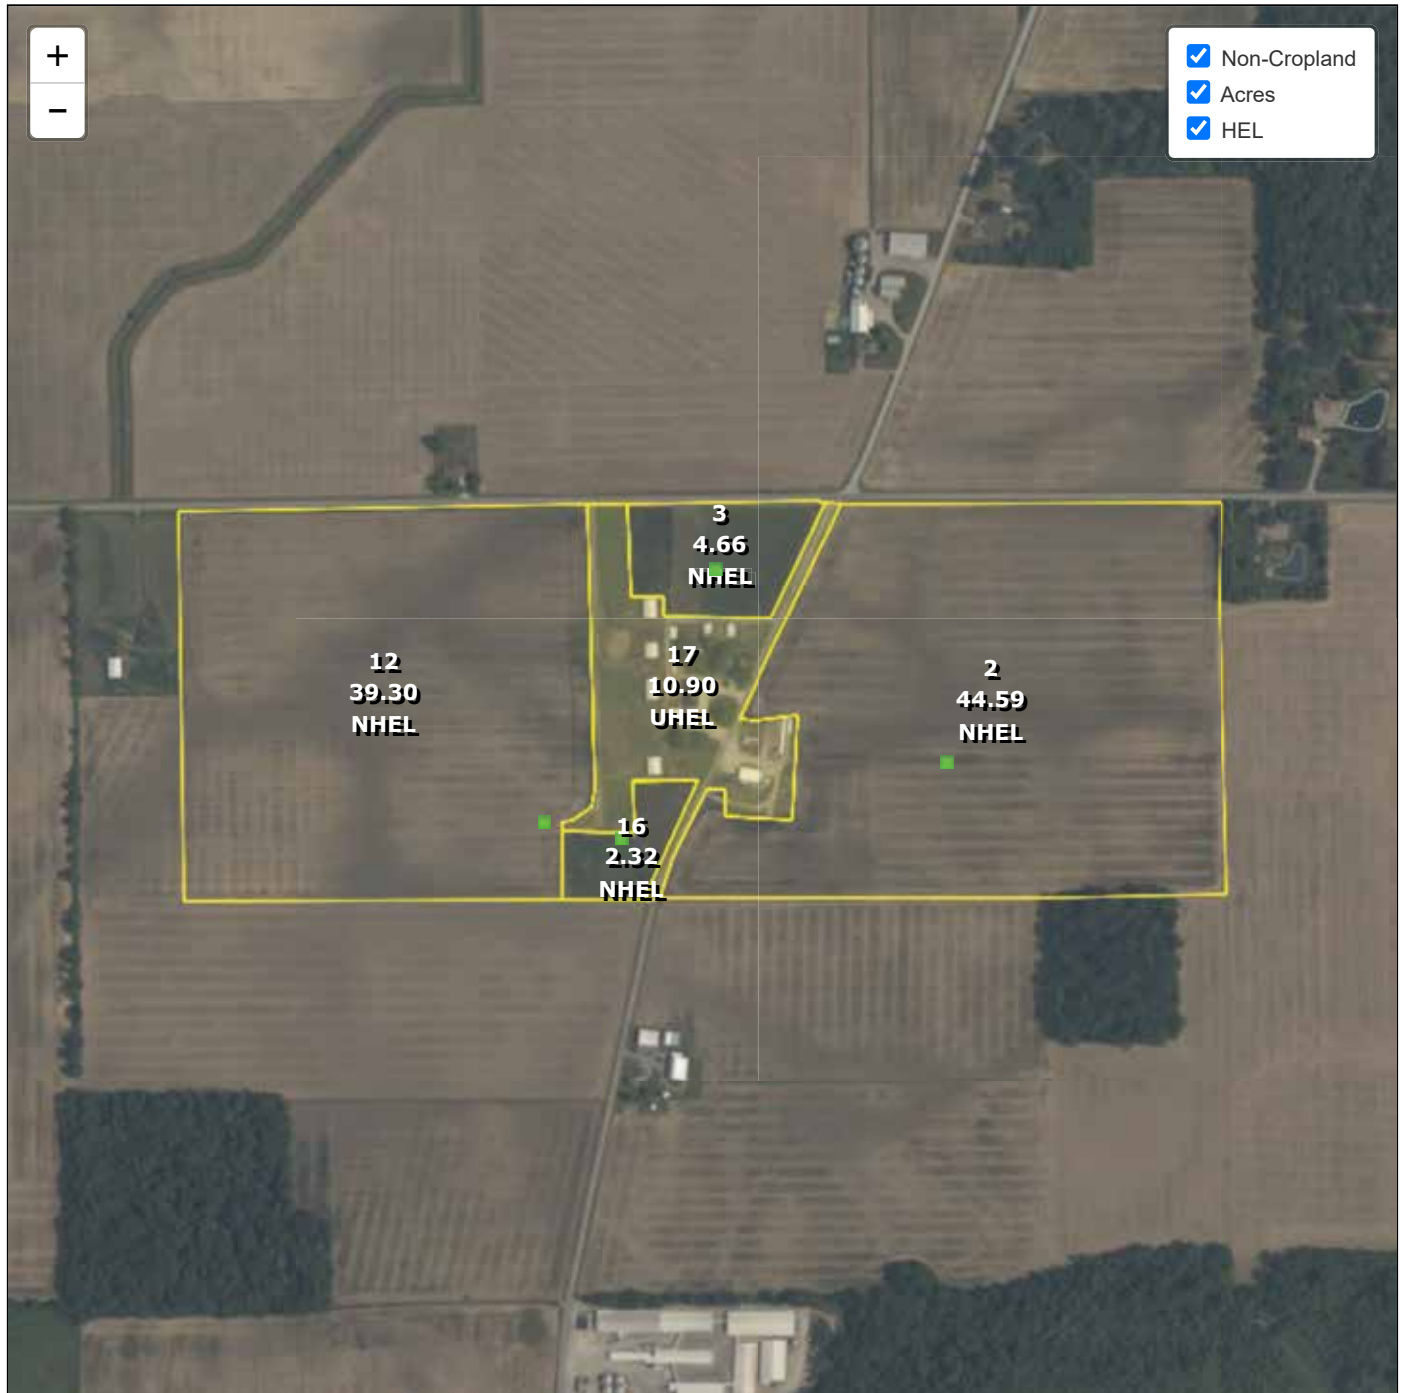 +
−
Non-Cropland
Acres
HEL
3
4.66
NHEL
12
39.30
NHEL
17
10.90
UHEL
2
44.59
NHEL
16
2.32
NHEL